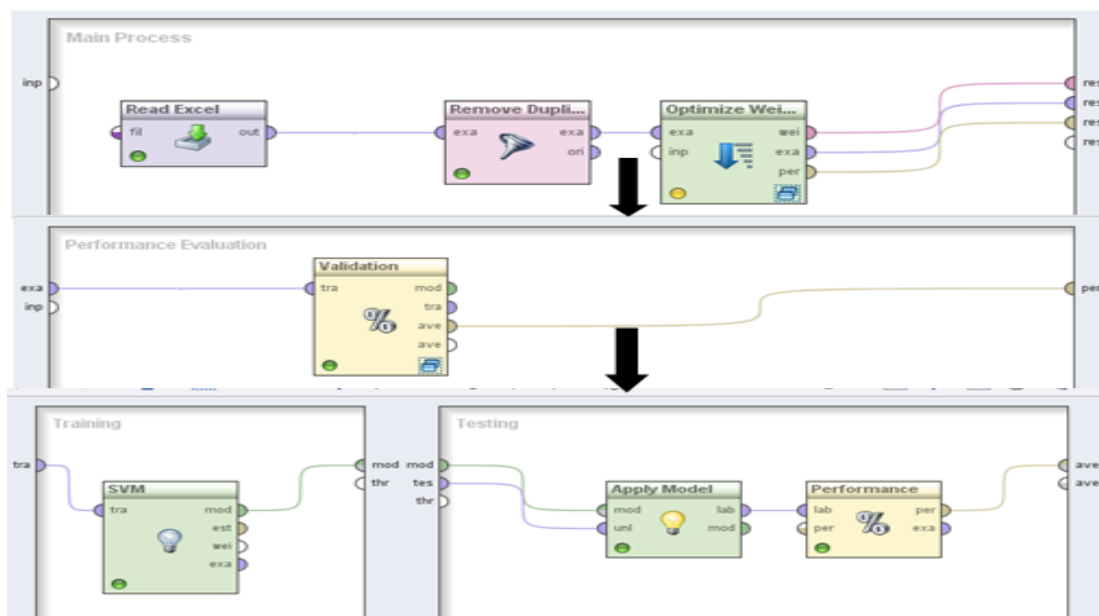 Main Process
inp
res
res
res
res
Read Excel
fil out
Remove Dupli...
exa exa
ori
Optimize Wei...
exa wei
inp exa
per
Performance Evaluation
exa
inp
per
Validation
tra mod
tra
ave
ave
Training
tra
mod
thr
SVM
tra mod
est
wei
exa
Testing
mod
tes
thr
ave
ave
Apply Model
mod lab
unl mod
Performance
lab per
per exa